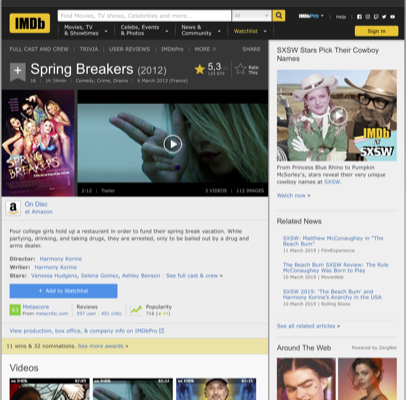 IMDb
Find Movies, TV shows, Celebrities and more...
All
IMDbPro
Help
Movies, TV
& Showtimes
Celebs, Events
& Photos
News &
Community
Watchlist
Sign in
FULL CAST AND CREW | TRIVIA | USER REVIEWS | IMDbPro | MORE
SHARE
Spring Breakers (2012)
5,3
Rate
This
16 | 1h 34min | Comedy, Crime, Drama | 6 March 2013 (France)
SPRING
BREAKERS
2:12 | Trailer
3 VIDEOS | 112 IMAGES
On Disc
at Amazon
Four college girls hold up a restaurant in order to fund their spring break vacation. While
partying, drinking, and taking drugs, they are arrested, only to be bailed out by a drug and
arms dealer.
Director: Harmony Korine
Writer: Harmony Korine
Stars: Vanessa Hudgens, Selena Gomez, Ashley Benson | See full cast & crew »
+ Add to Watchlist
63
Metascore
From metacritic.com
Reviews
597 user | 451 critic
Popularity
716
View production, box office, & company info on IMDbPro
11 wins & 32 nominations. See more awards »
Videos
SXSW Stars Pick Their Cowboy
Names
IMDb
AT
SXSW
From Princess Blue Rhino to Pumpkin
McSorley's, stars reveal their very unique
cowboy names at SXSW.
Watch now »
Related News
SXSW: Matthew McConaughey in "The
Beach Bum"
11 March 2019 | FilmExperience
The Beach Bum SXSW Review: The Role
McConaughey Was Born to Play
10 March 2019 | MovieWeb
SXSW 2019: 'The Beach Bum' and
Harmony Korine's Anarchy in the USA
10 March 2019 | Rolling Stone
See all related articles »
Around The Web | Powered by ZergNet